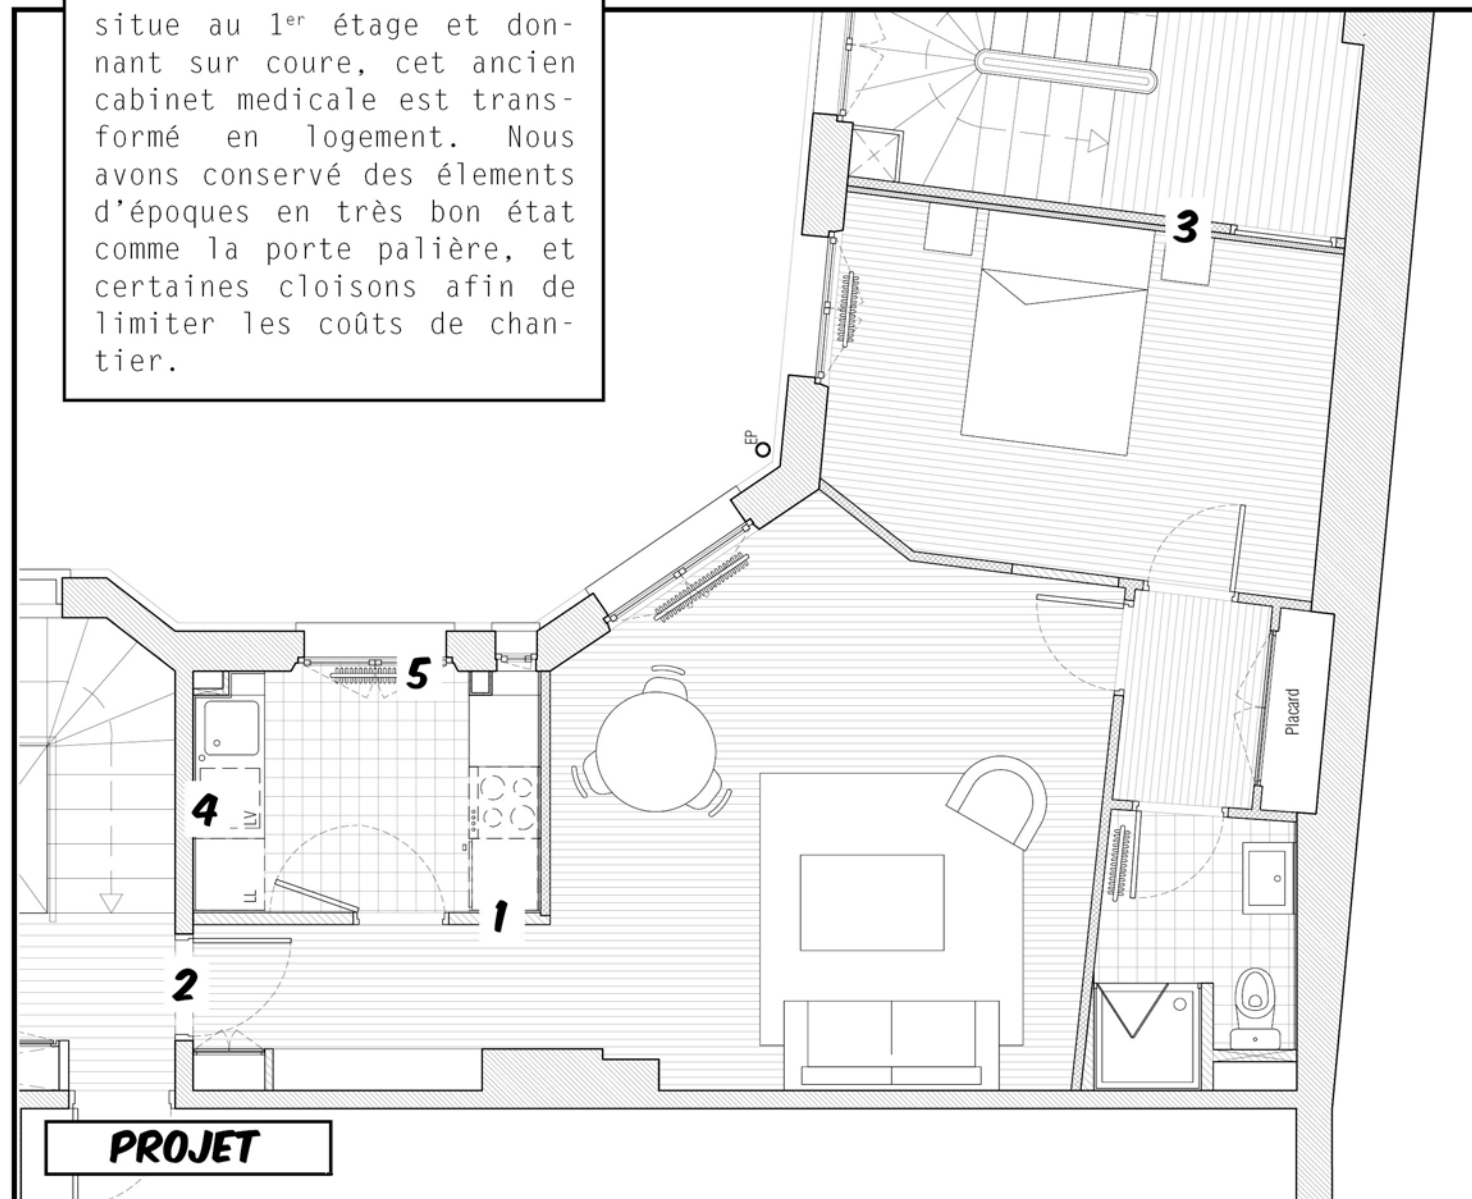 situe au 1er étage et don-
nant sur coure, cet ancien
cabinet medicale est trans-
formé en logement. Nous
avons conservé des élements
d'époques en très bon état
comme la porte palière, et
certaines cloisons afin de
limiter les coûts de chan-
tier.
3
EP
5
Placard
4
LV
LL
1
2
PROJET